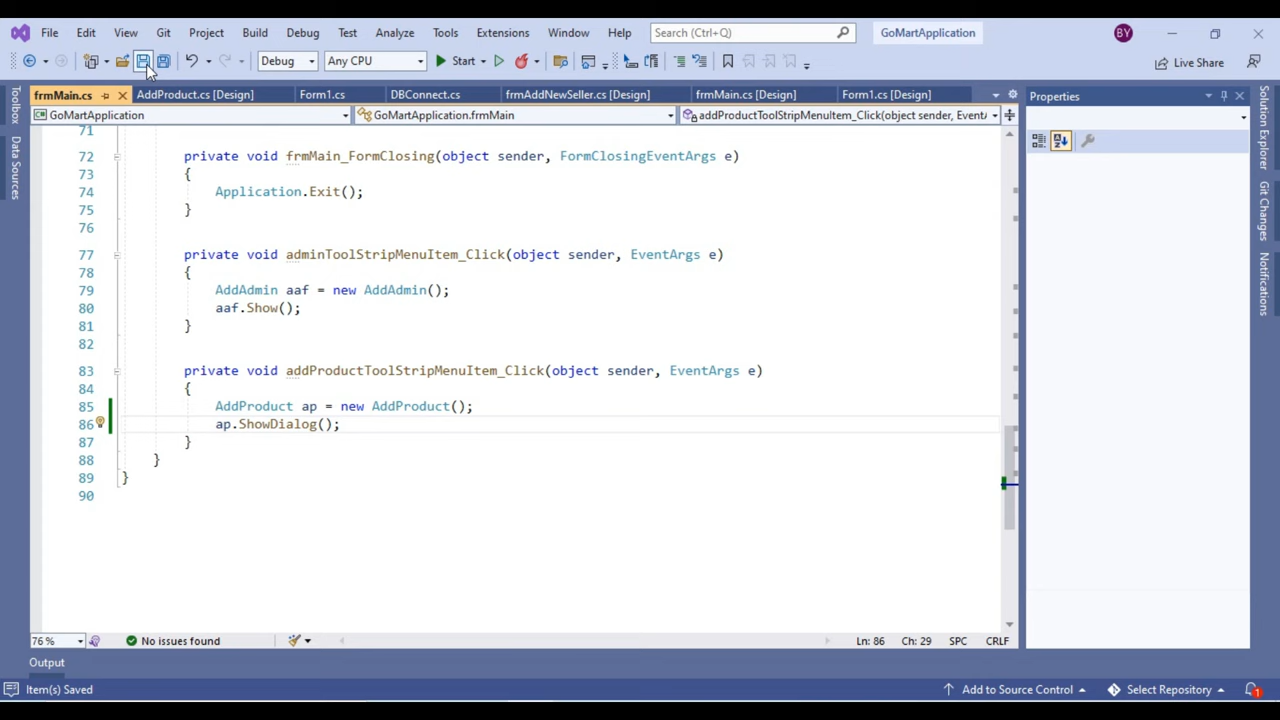 File Edit View Git Project Build Debug Test Analyze Tools Extensions Window Help Search (Ctrl+Q) GoMartApplication BY
Debug Any CPU Start Live Share
frmMain.cs AddProduct.cs [Design] Form1.cs DBConnect.cs frmAddNewSeller.cs [Design] frmMain.cs [Design] Form1.cs [Design] Properties
GoMartApplication GoMartApplication.frmMain addProductToolStripMenuItem_Click(object sender, EventA
71
72 private void frmMain_FormClosing(object sender, FormClosingEventArgs e)
73 {
74 Application.Exit();
75 }
76
77 private void adminToolStripMenuItem_Click(object sender, EventArgs e)
78 {
79 AddAdmin aaf = new AddAdmin();
80 aaf.Show();
81 }
82
83 private void addProductToolStripMenuItem_Click(object sender, EventArgs e)
84 {
85 AddProduct ap = new AddProduct();
86 ap.ShowDialog();
87 }
88 }
89 }
90
76 % No issues found Ln: 86 Ch: 29 SPC CRLF
Output
Item(s) Saved Add to Source Control Select Repository 1
Toolbox
Data Sources
Solution Explorer
Git Changes
Notifications